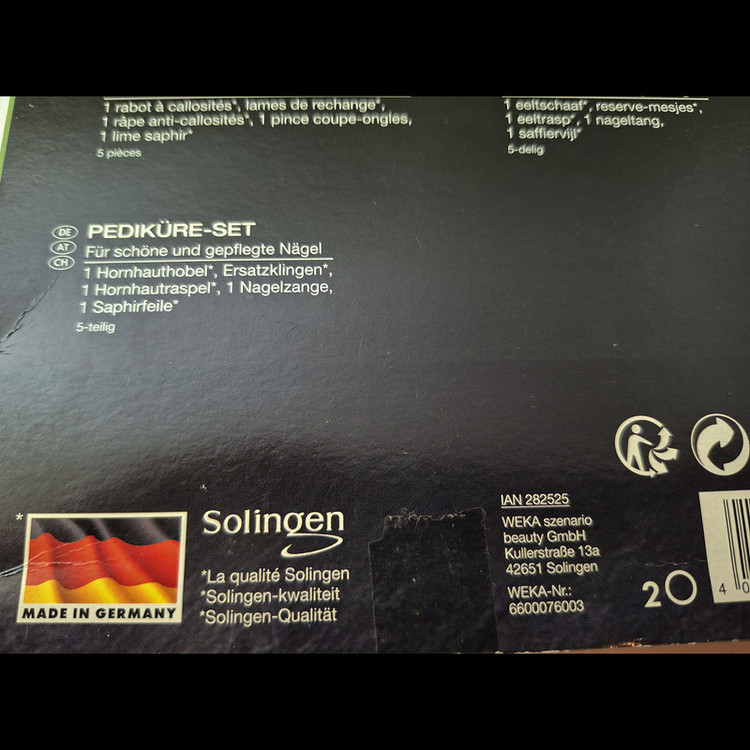 1 rabot à callosités*, lames de rechange*,
1 râpe anti-callosités*, 1 pince coupe-ongles,
1 lime saphir*
5 pièces
1 eeltschaaf*, reserve-mesjes*,
1 eeltrasp*, 1 nageltang,
1 saffiervijl*
5-delig
DE
AT
CH
PEDIKÜRE-SET
Für schöne und gepflegte Nägel
1 Hornhauthobel*, Ersatzklingen*,
1 Hornhautraspel*, 1 Nagelzange,
1 Saphirfeile*
5-teilig
*
MADE IN GERMANY
Solingen
*La qualité Solingen
*Solingen-kwaliteit
*Solingen-Qualität
IAN 282525
WEKA szenario
beauty GmbH
Kullerstraße 13a
42651 Solingen
WEKA-Nr.:
6600076003
2
4